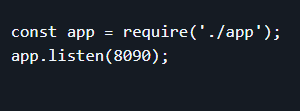 const app = require('./app');
app.listen(8090);